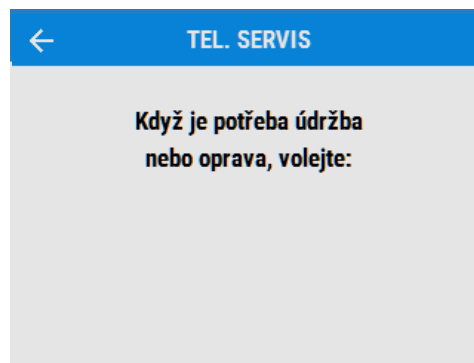 TEL. SERVIS
Když je potřeba údržba
nebo oprava, volejte: